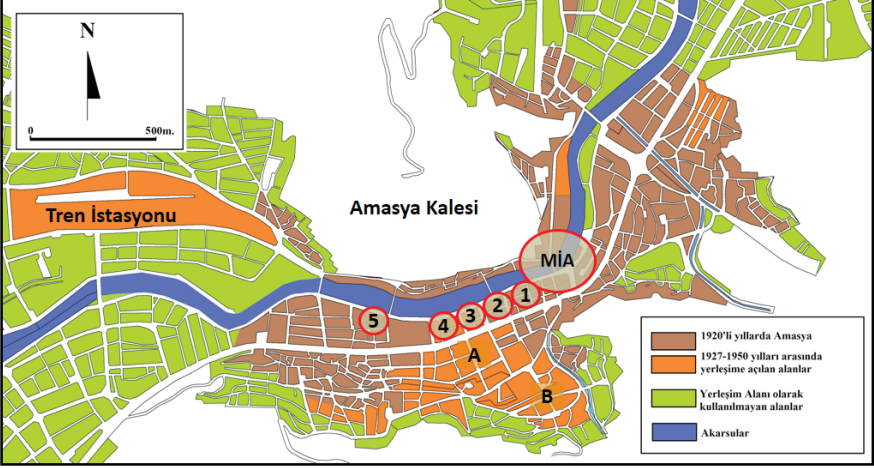 N
0 500m.
Tren İstasyonu
Amasya Kalesi
MİA
1
2
3
4
5
A
B
1920'li yıllarda Amasya
1927-1950 yılları arasında
yerleşime açılan alanlar
Yerleşim Alanı olarak
kullanılmayan alanlar
Akarsular